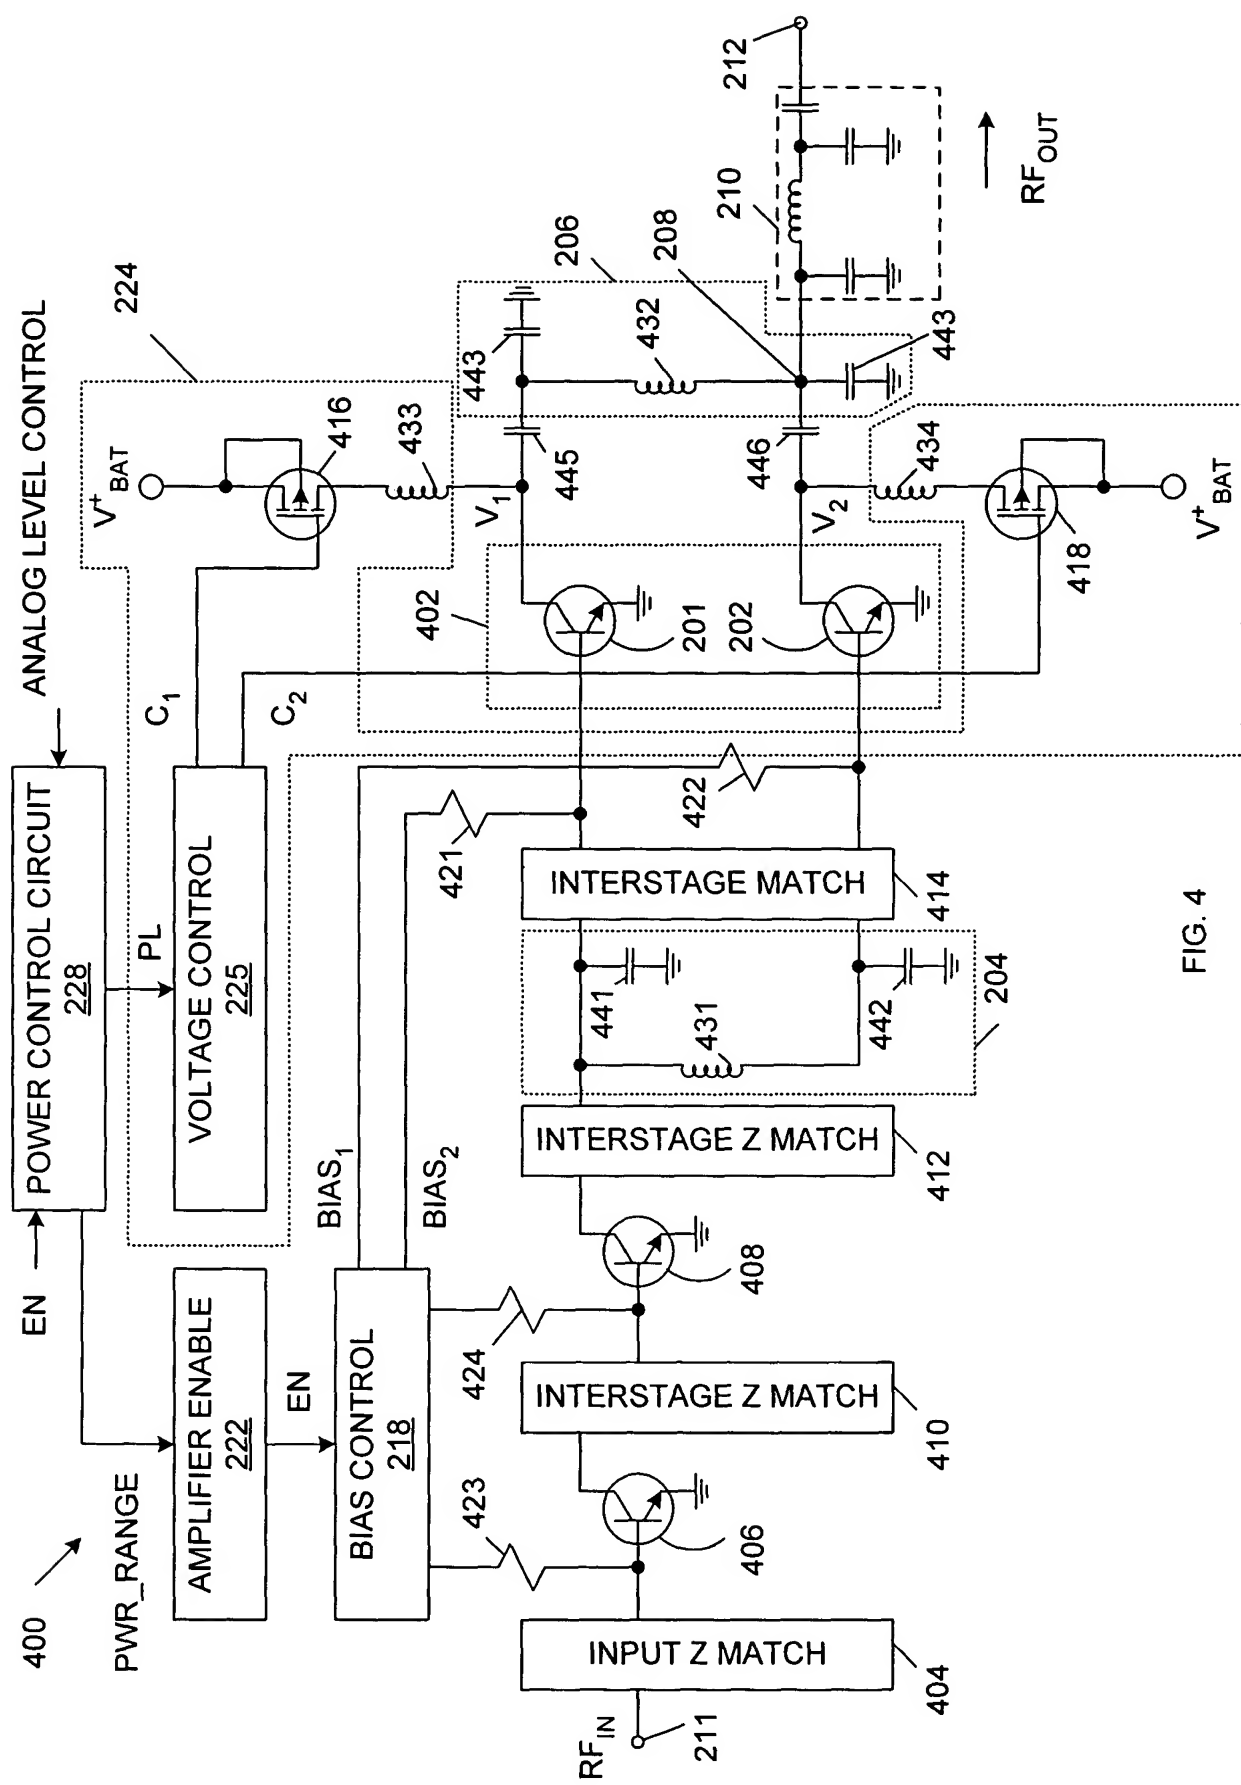 400
EN
POWER CONTROL CIRCUIT
228
ANALOG LEVEL CONTROL
PWR_RANGE
PL
AMPLIFIER ENABLE
222
VOLTAGE CONTROL
225
C1
C2
224
V+BAT
416
433
EN
BIAS CONTROL
218
BIAS1
BIAS2
423
424
421
422
402
V1
445
443
432
206
208
210
212
RFIN
211
INPUT Z MATCH
404
406
INTERSTAGE Z MATCH
410
408
INTERSTAGE Z MATCH
412
431
441
442
204
INTERSTAGE MATCH
414
201
202
V2
446
443
434
418
V+BAT
RFOUT
FIG. 4